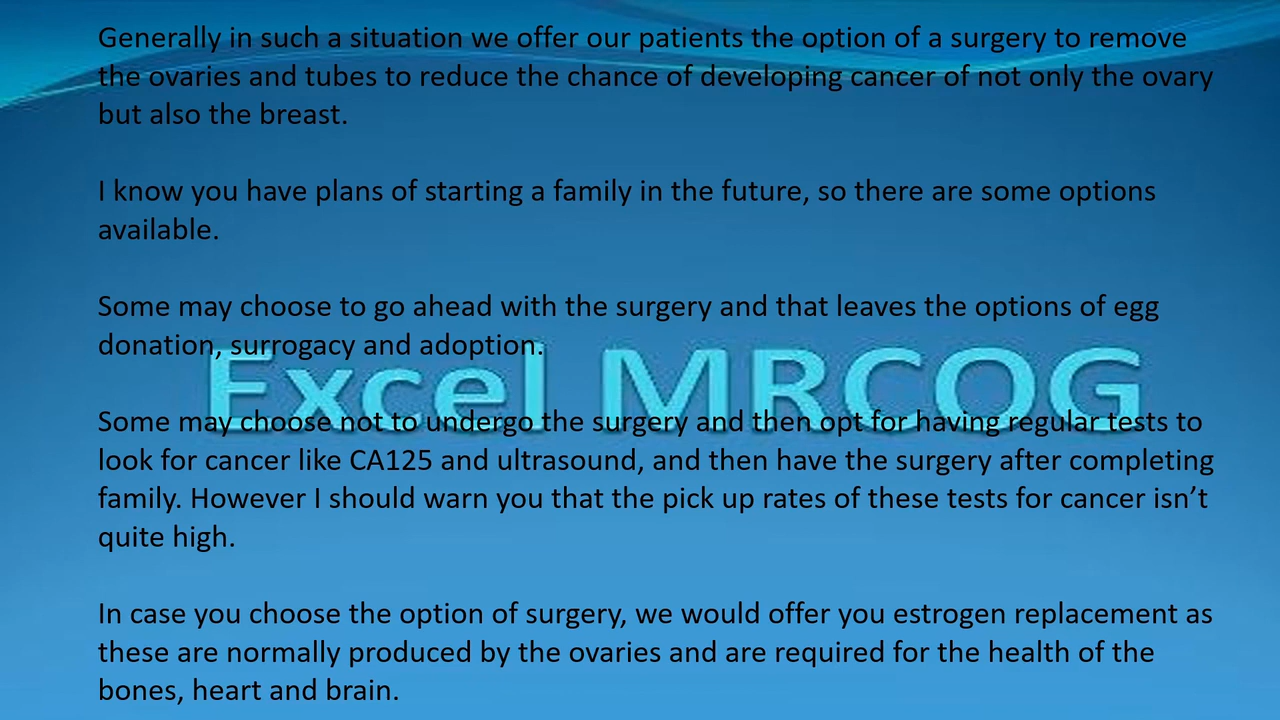 Generally in such a situation we offer our patients the option of a surgery to remove
the ovaries and tubes to reduce the chance of developing cancer of not only the ovary
but also the breast.
I know you have plans of starting a family in the future, so there are some options
available.
Some may choose to go ahead with the surgery and that leaves the options of egg
donation, surrogacy and adoption.
Excel MRCOG
Some may choose not to undergo the surgery and then opt for having regular tests to
look for cancer like CA125 and ultrasound, and then have the surgery after completing
family. However I should warn you that the pick up rates of these tests for cancer isn’t
quite high.
In case you choose the option of surgery, we would offer you estrogen replacement as
these are normally produced by the ovaries and are required for the health of the
bones, heart and brain.